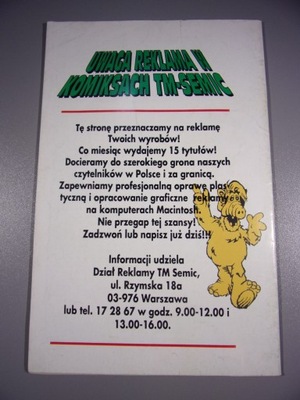 UWAGA REKLAMA W
KOMIKSACH TM-SEMIC
Tę stronę przeznaczamy na reklamę
Twoich wyrobów!
Co miesiąc wydajemy 15 tytułów!
Docieramy do szerokiego grona naszych
czytelników w Polsce i za granicą.
Zapewniamy profesjonalną oprawę plas
tyczną i opracowanie graficzne reklamy
na komputerach Macintosh.
Nie przegap tej szansy!
Zadzwoń lub napisz już dziś!!!
Informacji udziela
Dział Reklamy TM Semic,
ul. Rzymska 18a
03-976 Warszawa
lub tel. 17 28 67 w godz. 9.00-12.00 i
13.00-16.00.